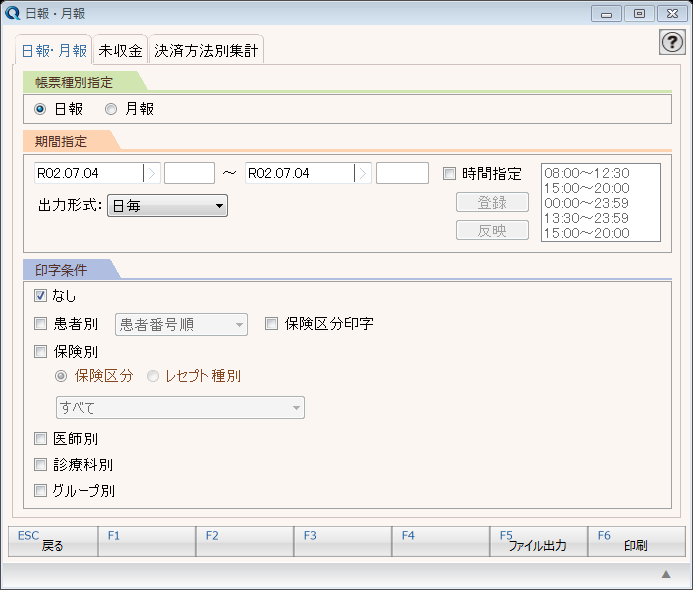 日報・月報
日報・月報 未収金 決済方法別集計 ?
帳票種別指定
日報 月報
期間指定
R02.07.04 ～ R02.07.04 時間指定
出力形式： 日毎
登録
反映
08:00～12:30
15:00～20:00
00:00～23:59
13:30～23:59
15:00～20:00
印字条件
なし
患者別 患者番号順 保険区分印字
保険別
保険区分 レセプト種別
すべて
医師別
診療科別
グループ別
ESC 戻る F1 F2 F3 F4 F5 ファイル出力 F6 印刷